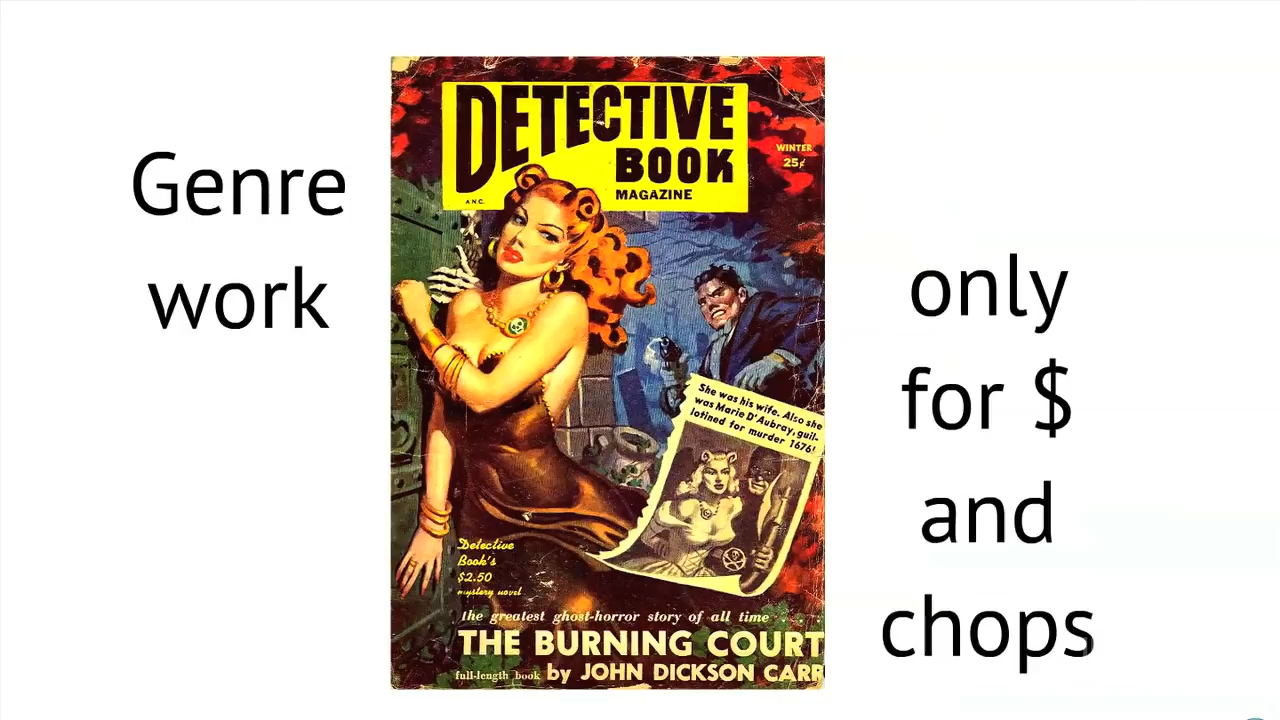 Genre
work
DETECTIVE
BOOK
MAGAZINE
A.N.C.
WINTER
25¢
She was his wife. Also she
was Marie D'Aubray, guil-
lotined for murder 1676!
Detective
Book's
$2.50
mystery novel
the greatest ghost-horror story of all time . . . .
THE BURNING COURT
full-length book by JOHN DICKSON CARR
only
for $
and
chops